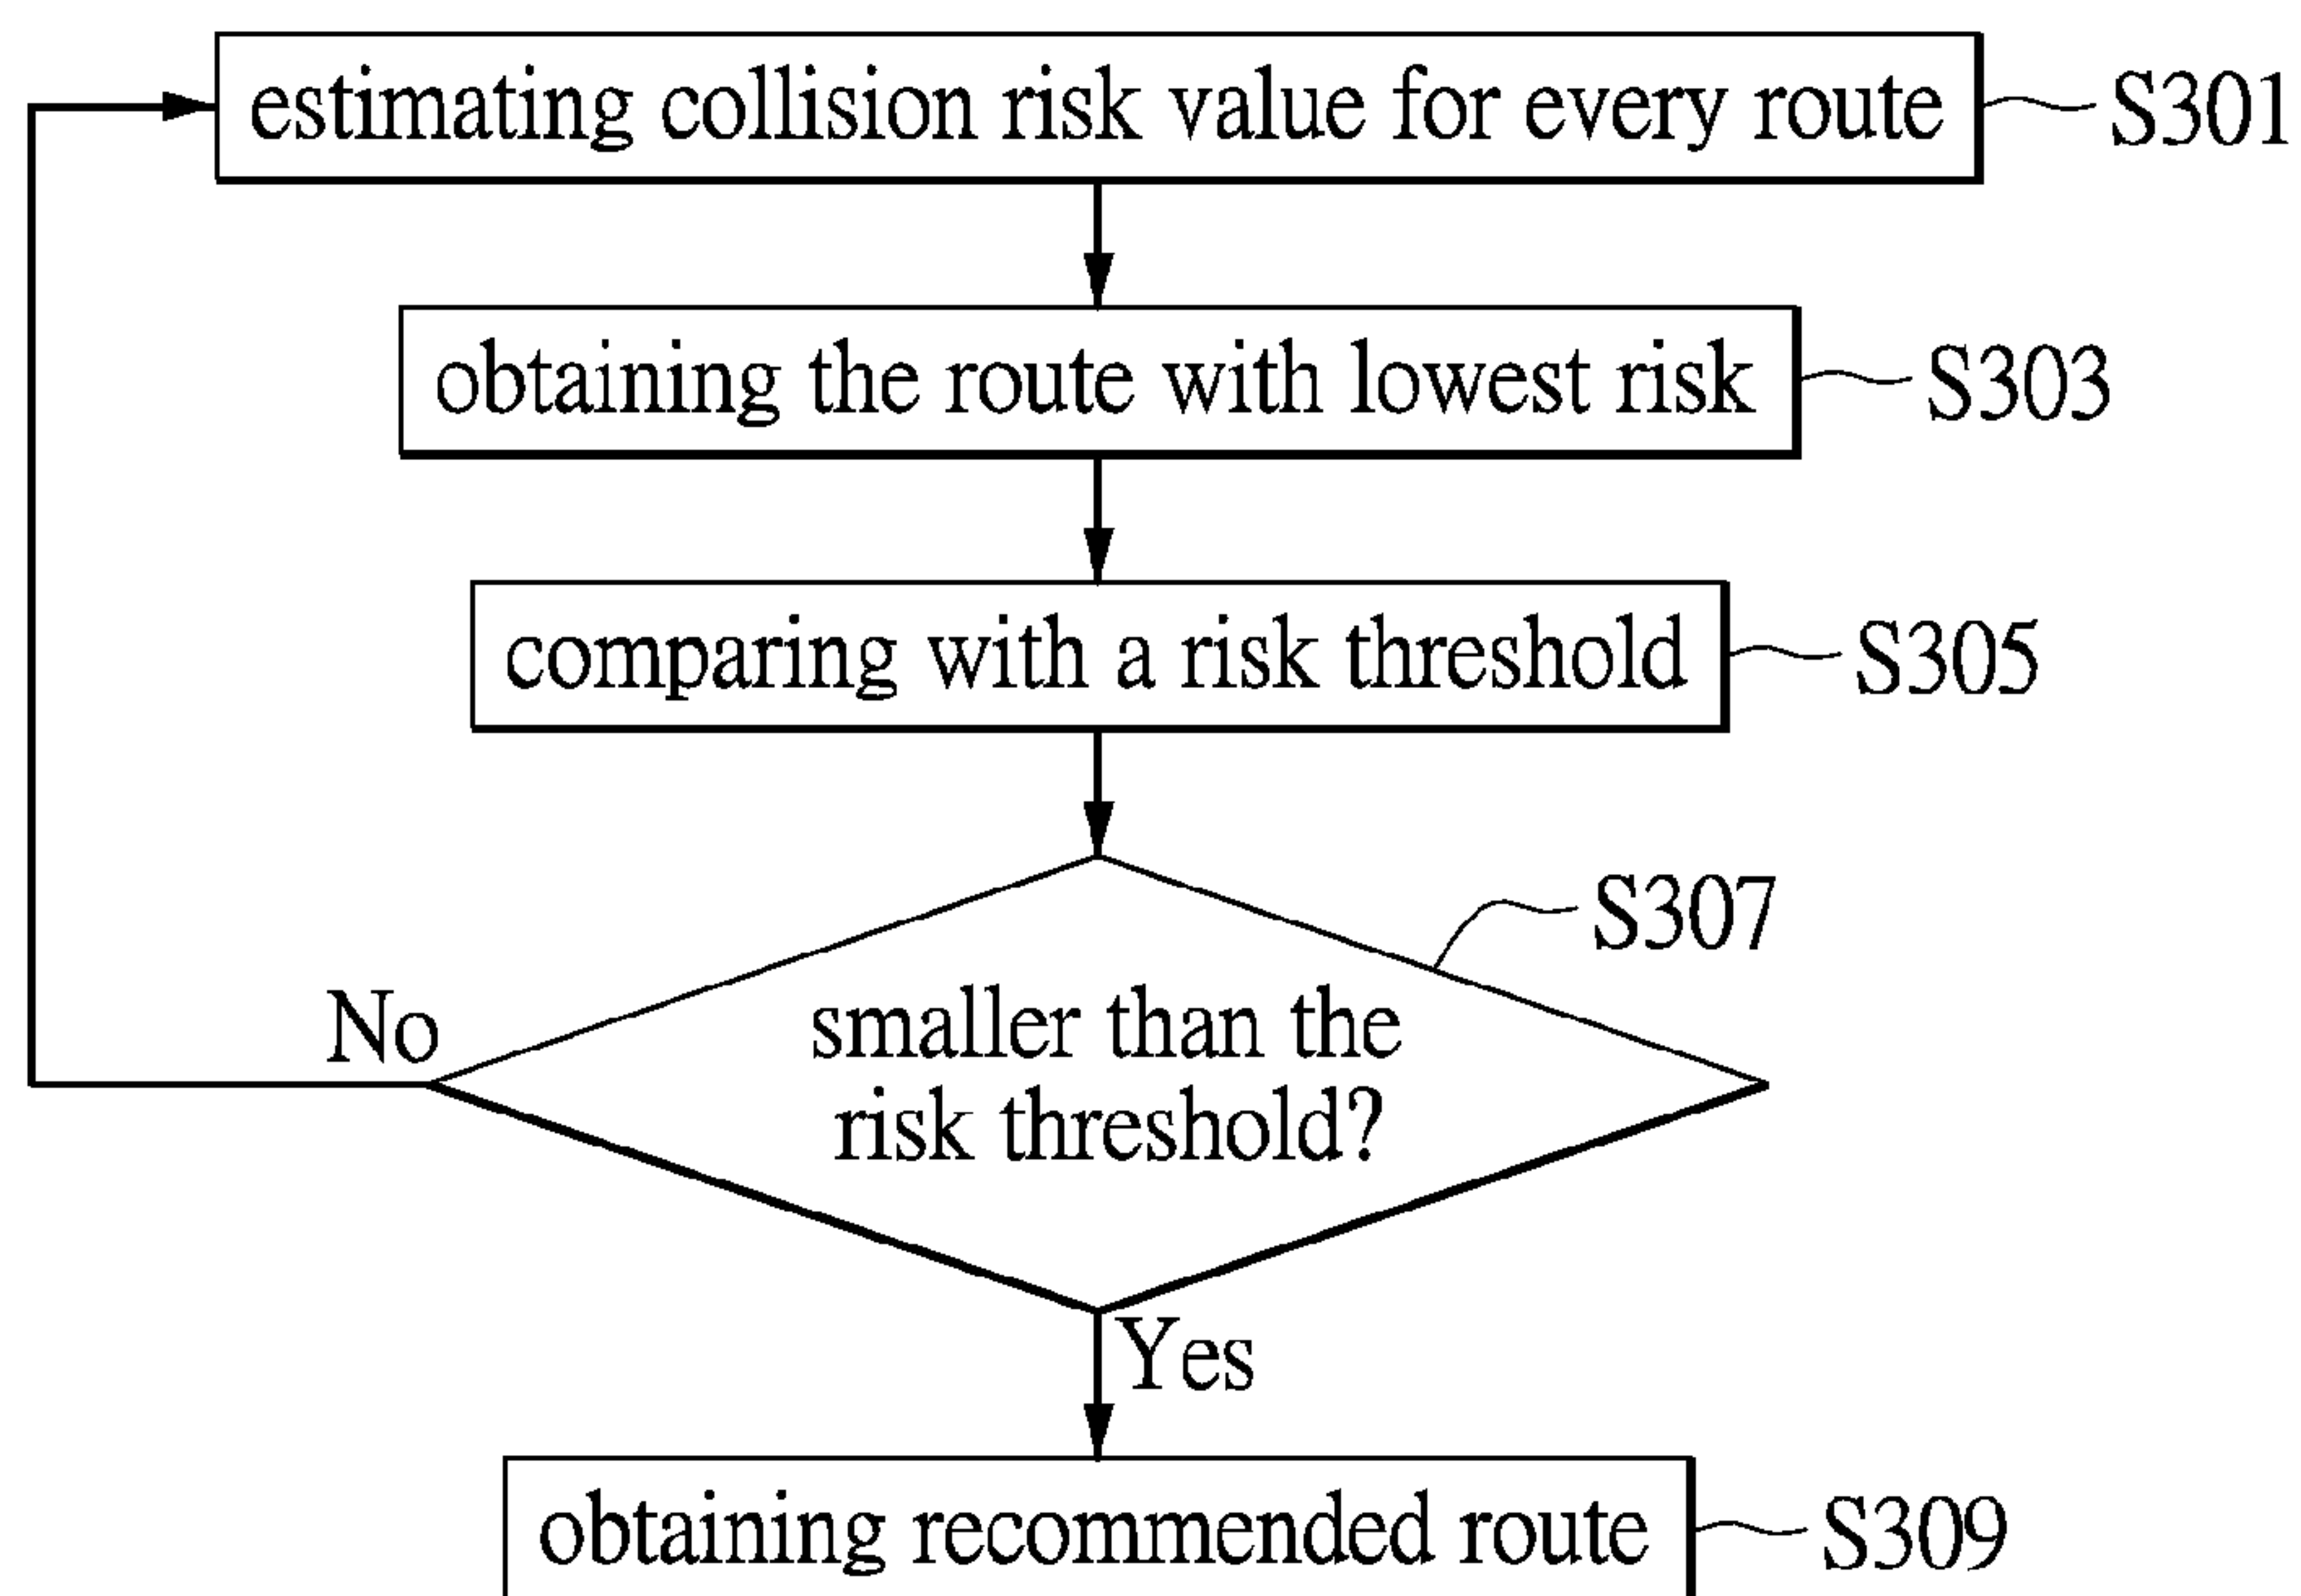 estimating collision risk value for every route
S301
obtaining the route with lowest risk
S303
comparing with a risk threshold
S305
S307
smaller than the
risk threshold?
No
Yes
obtaining recommended route
S309